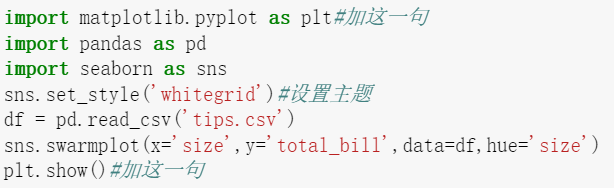 import matplotlib.pyplot as plt#加这一句
import pandas as pd
import seaborn as sns
sns.set_style('whitegrid')#设置主题
df = pd.read_csv('tips.csv')
sns.swarmplot(x='size',y='total_bill',data=df,hue='size')
plt.show()#加这一句